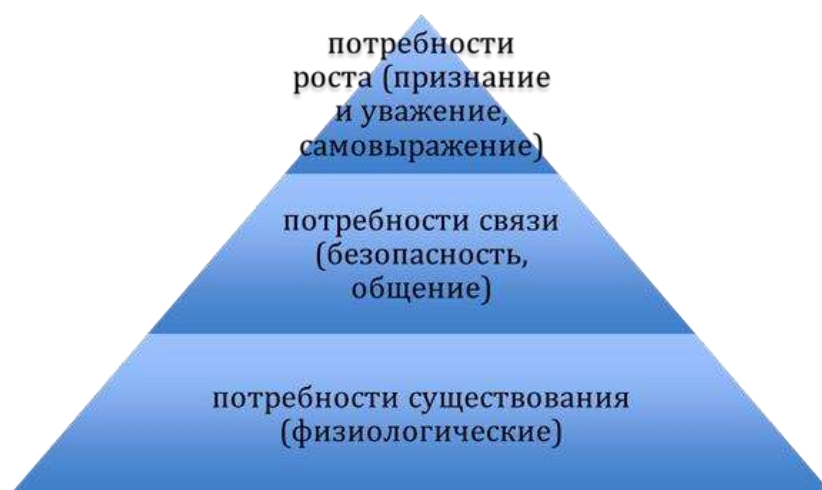 потребности
роста (признание
и уважение,
самовыражение)
потребности связи
(безопасность,
общение)
потребности существования
(физиологические)